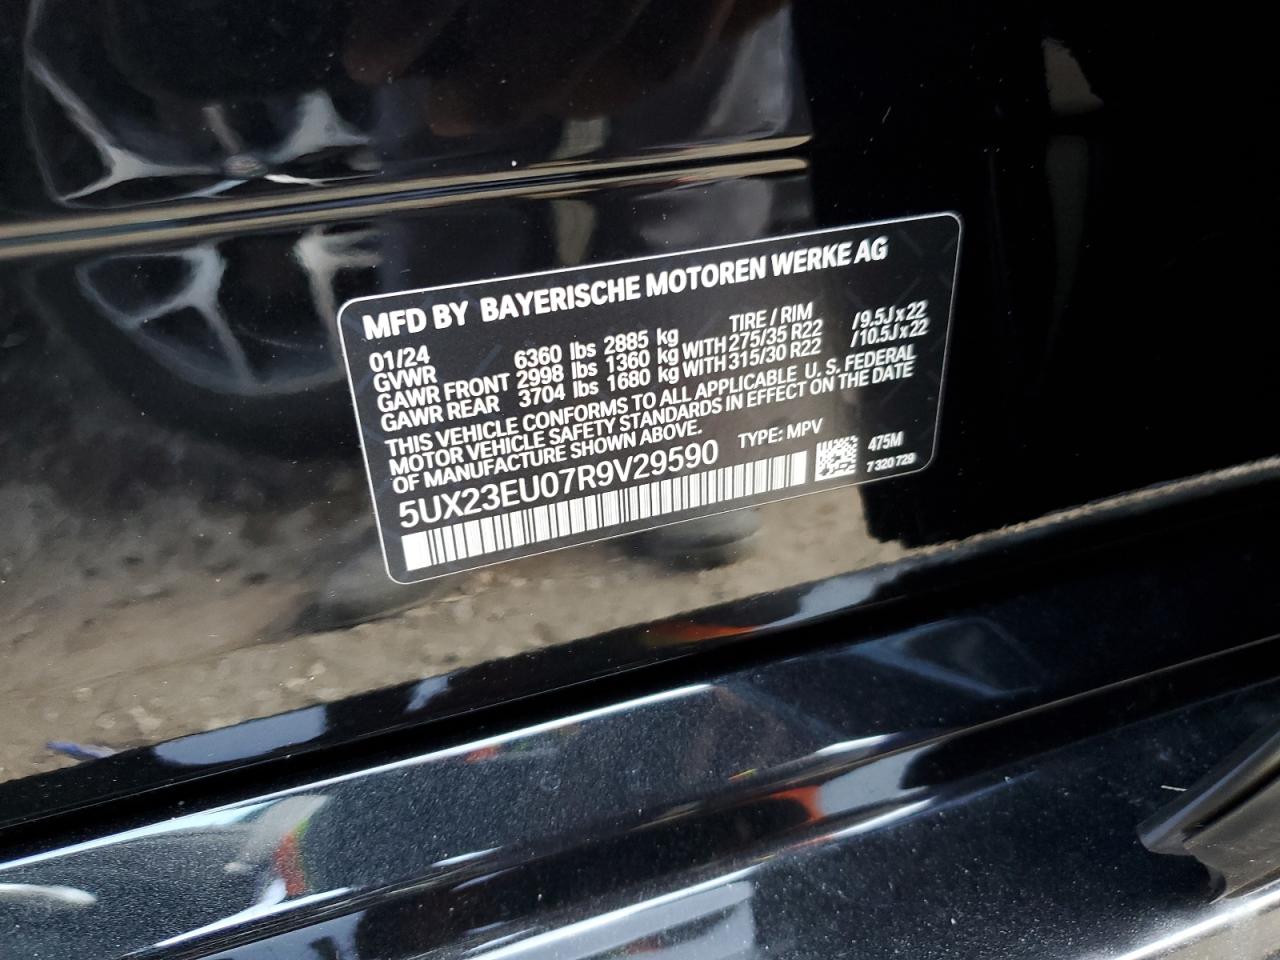 MFD BY BAYERISCHE MOTOREN WERKE AG
01/24 TIRE / RIM
GVWR 6360 lbs 2885 kg
GAWR FRONT 2998 lbs 1360 kg WITH 275/35 R22 /9.5J x 22
GAWR REAR 3704 lbs 1680 kg WITH 315/30 R22 /10.5J x 22
THIS VEHICLE CONFORMS TO ALL APPLICABLE U. S. FEDERAL
MOTOR VEHICLE SAFETY STANDARDS IN EFFECT ON THE DATE
OF MANUFACTURE SHOWN ABOVE.
5UX23EU07R9V29590 TYPE: MPV 475M
7 320 729